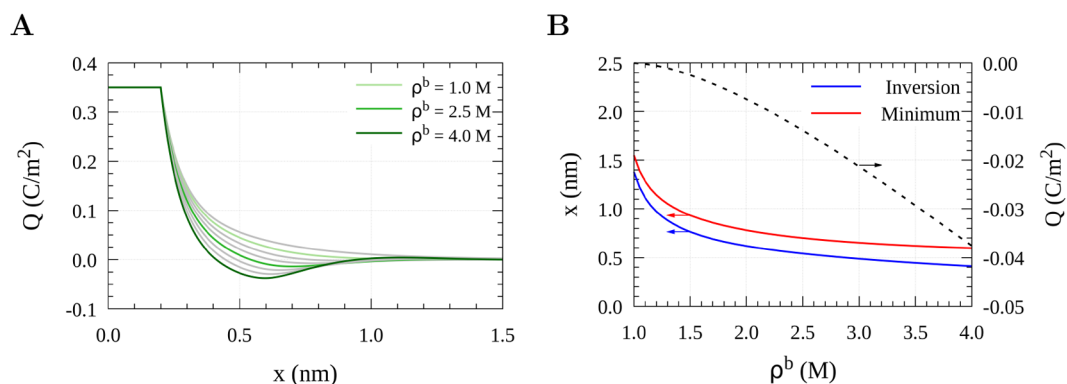 A
B
Q (C/m²)
0.4
0.3
0.2
0.1
0.0
-0.1
ρᵇ = 1.0 M
ρᵇ = 2.5 M
ρᵇ = 4.0 M
0.0 0.5 1.0 1.5
x (nm)
x (nm)
2.5
2.0
1.5
1.0
0.5
0.0
Inversion
Minimum
0.00
-0.01
-0.02
-0.03
-0.04
-0.05
Q (C/m²)
1.0 1.5 2.0 2.5 3.0 3.5 4.0
ρᵇ (M)